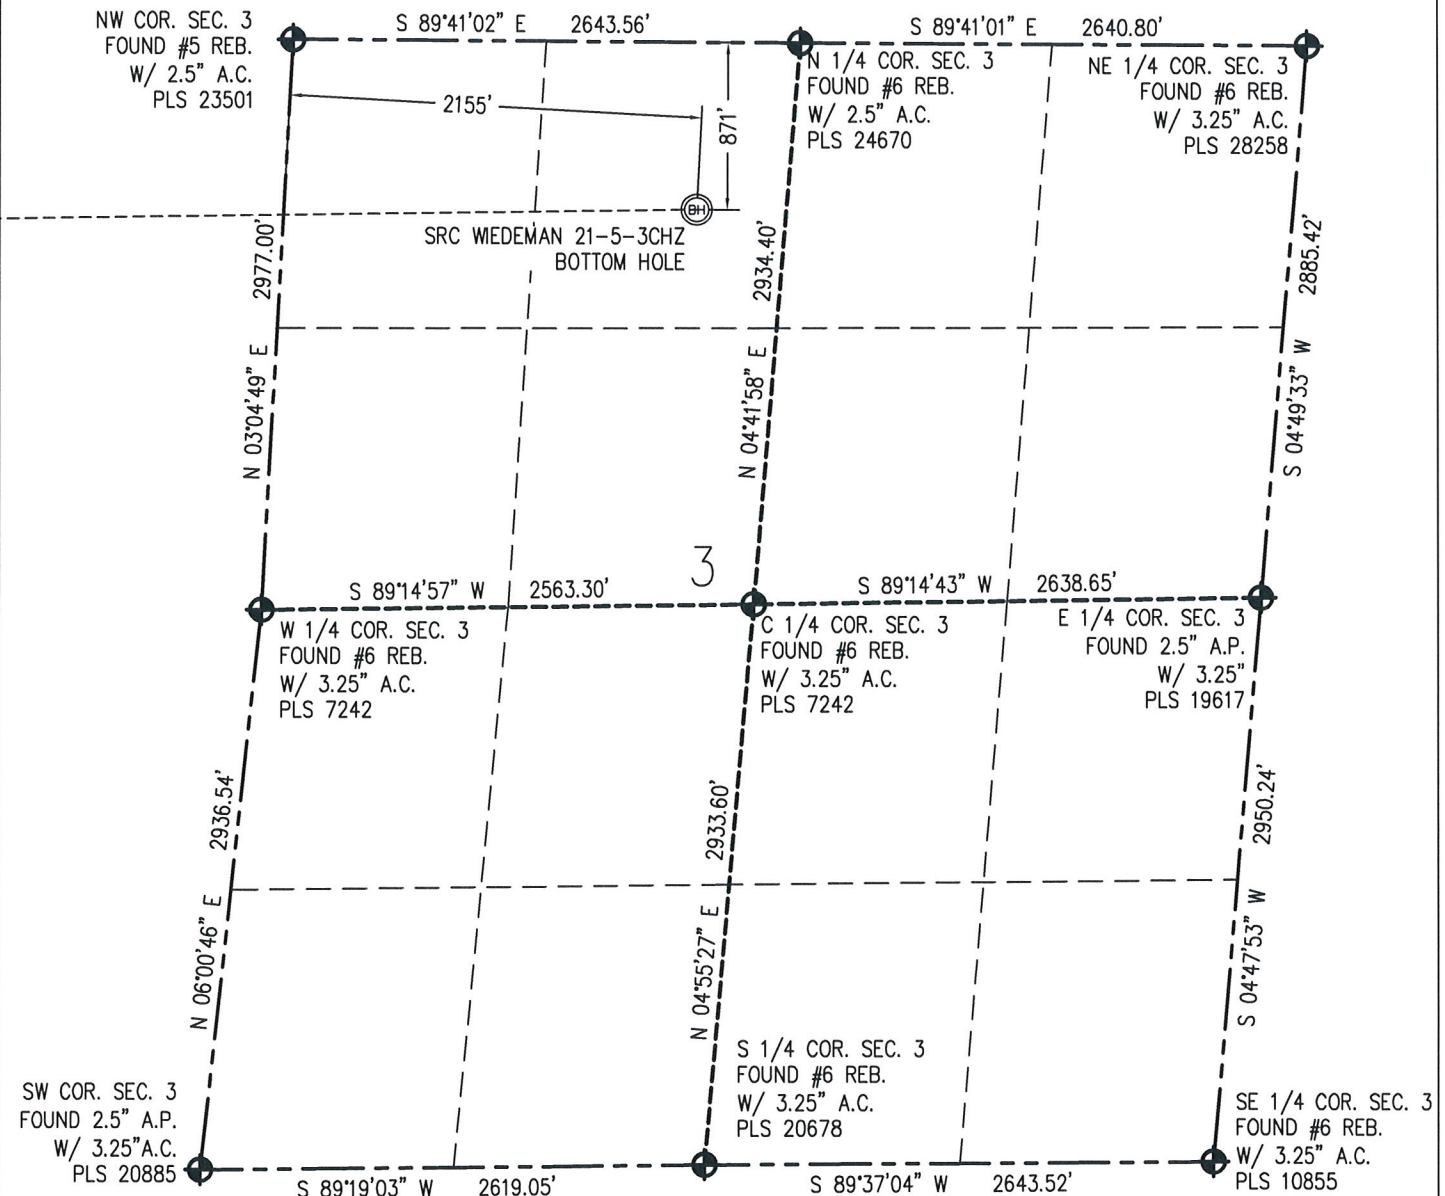 NW COR. SEC. 3
FOUND #5 REB.
W/ 2.5" A.C.
PLS 23501
S 89°41'02" E 2643.56'
S 89°41'01" E 2640.80'
N 1/4 COR. SEC. 3
FOUND #6 REB.
W/ 2.5" A.C.
PLS 24670
NE 1/4 COR. SEC. 3
FOUND #6 REB.
W/ 3.25" A.C.
PLS 28258
2155'
871'
BH
SRC WIEDEMAN 21-5-3CHZ
BOTTOM HOLE
N 03°04'49" E 2977.00'
N 04°41'58" E 2934.40'
S 04°49'33" W 2885.42'
3
S 89°14'57" W 2563.30'
S 89°14'43" W 2638.65'
W 1/4 COR. SEC. 3
FOUND #6 REB.
W/ 3.25" A.C.
PLS 7242
C 1/4 COR. SEC. 3
FOUND #6 REB.
W/ 3.25" A.C.
PLS 7242
E 1/4 COR. SEC. 3
FOUND 2.5" A.P.
W/ 3.25"
PLS 19617
N 06°00'46" E 2936.54'
N 04°55'27" E 2933.60'
S 04°47'53" W 2950.24'
SW COR. SEC. 3
FOUND 2.5" A.P.
W/ 3.25"A.C.
PLS 20885
S 1/4 COR. SEC. 3
FOUND #6 REB.
W/ 3.25" A.C.
PLS 20678
SE 1/4 COR. SEC. 3
FOUND #6 REB.
W/ 3.25" A.C.
PLS 10855
S 89°19'03" W 2619.05'
S 89°37'04" W 2643.52'